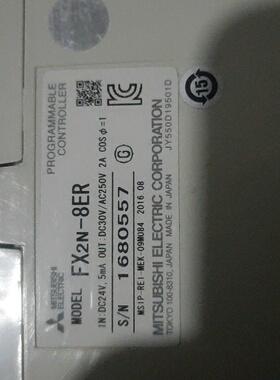 PROGRAMMABLE
CONTROLLER
MITSUBISHI
ELECTRIC
MODEL FX2N-8ER
IN:DC24V, 5mA OUT:DC30V/AC250V 2A COSφ=1
S/N 1680557 G
MSIP-REI-MEK-09M084 2016 08
MITSUBISHI ELECTRIC CORPORATION
TOKYO 100-8310, JAPAN MADE IN JAPAN JY550D19501D
15